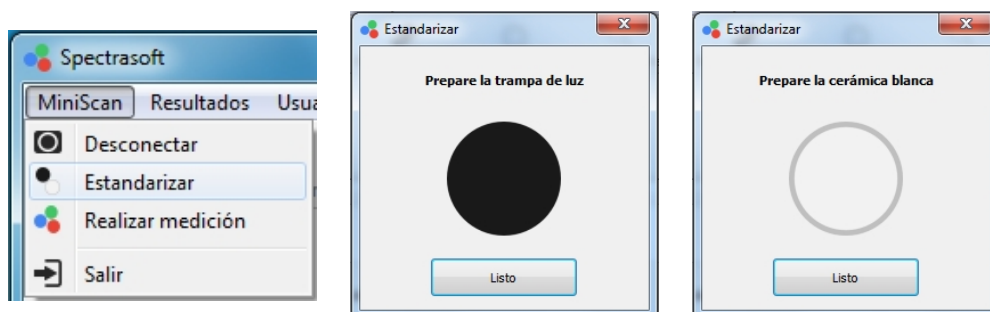 Spectrasoft
MiniScan Resultados
Desconectar
Estandarizar
Realizar medición
Salir
Estandarizar
Prepare la trampa de luz
Listo
Estandarizar
Prepare la cerámica blanca
Listo